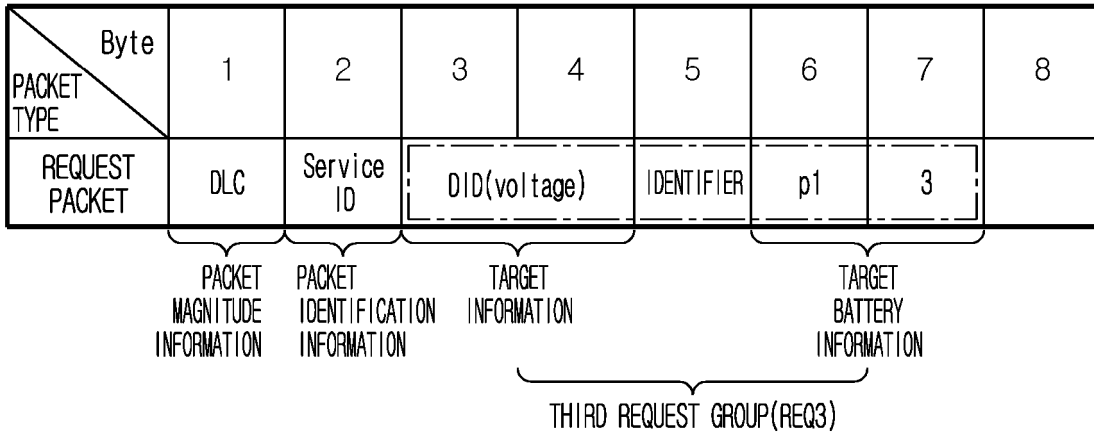 Byte
PACKET TYPE
1 2 3 4 5 6 7 8
REQUEST PACKET
DLC
Service ID
DID(voltage)
IDENTIFIER
p1
3
PACKET MAGNITUDE INFORMATION
PACKET IDENTIFICATION INFORMATION
TARGET INFORMATION
TARGET BATTERY INFORMATION
THIRD REQUEST GROUP(REQ3)